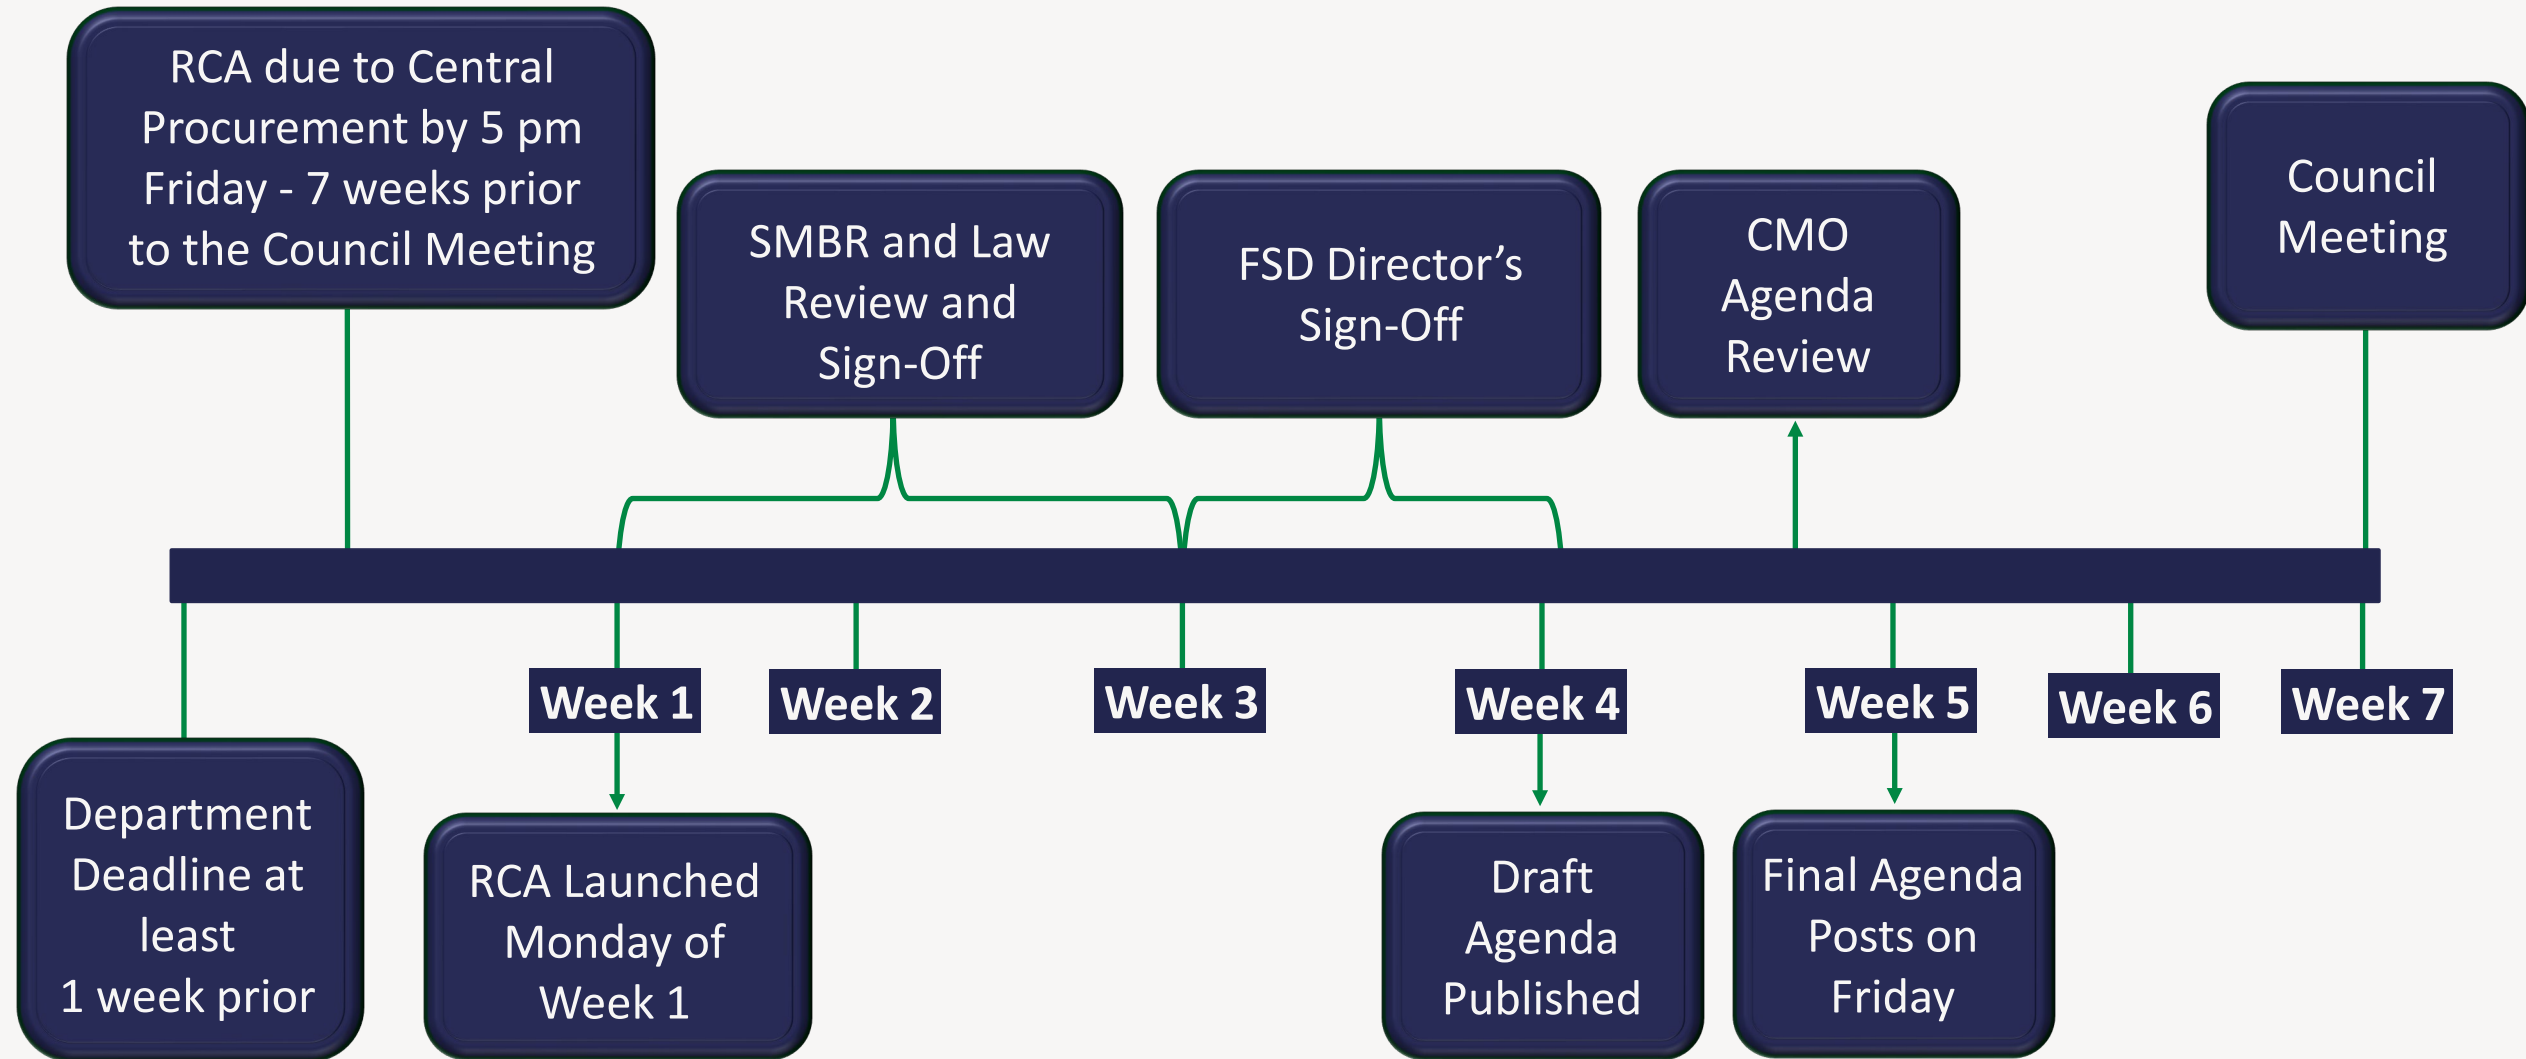 RCA due to Central
Procurement by 5 pm
Friday - 7 weeks prior
to the Council Meeting
SMBR and Law
Review and
Sign-Off
FSD Director’s
Sign-Off
CMO
Agenda
Review
Council
Meeting
Week 1
Week 2
Week 3
Week 4
Week 5
Week 6
Week 7
Department
Deadline at
least
1 week prior
RCA Launched
Monday of
Week 1
Draft
Agenda
Published
Final Agenda
Posts on
Friday